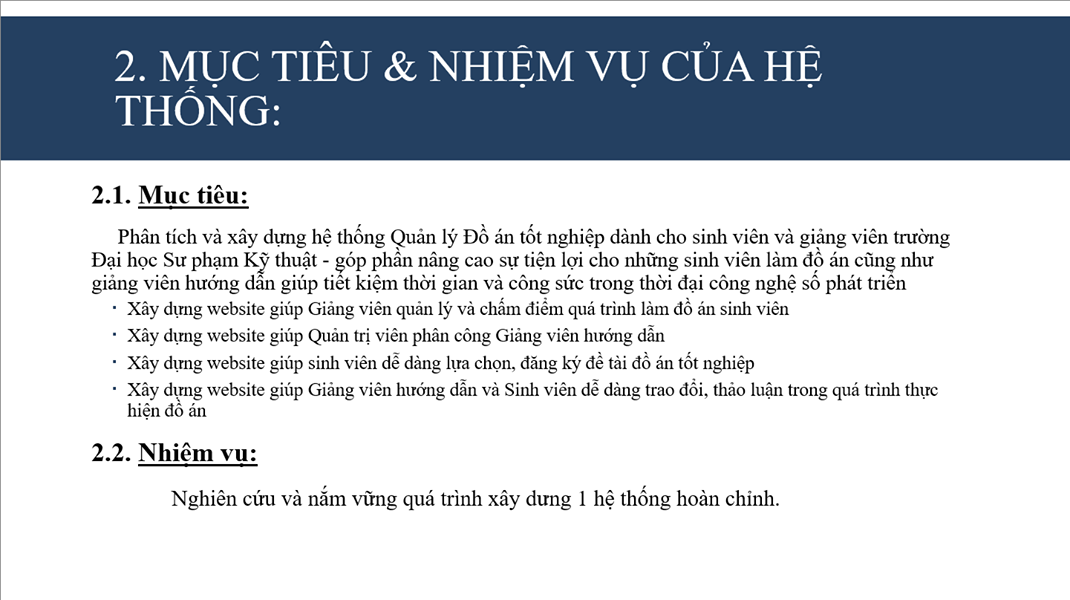 2. MỤC TIÊU & NHIỆM VỤ CỦA HỆ
THỐNG:
2.1. Mục tiêu:
Phân tích và xây dựng hệ thống Quản lý Đồ án tốt nghiệp dành cho sinh viên và giảng viên trường
Đại học Sư phạm Kỹ thuật - góp phần nâng cao sự tiện lợi cho những sinh viên làm đồ án cũng như
giảng viên hướng dẫn giúp tiết kiệm thời gian và công sức trong thời đại công nghệ số phát triển
· Xây dựng website giúp Giảng viên quản lý và chấm điểm quá trình làm đồ án sinh viên
· Xây dựng website giúp Quản trị viên phân công Giảng viên hướng dẫn
· Xây dựng website giúp sinh viên dễ dàng lựa chọn, đăng ký đề tài đồ án tốt nghiệp
· Xây dựng website giúp Giảng viên hướng dẫn và Sinh viên dễ dàng trao đổi, thảo luận trong quá trình thực
hiện đồ án
2.2. Nhiệm vụ:
Nghiên cứu và nắm vững quá trình xây dưng 1 hệ thống hoàn chỉnh.